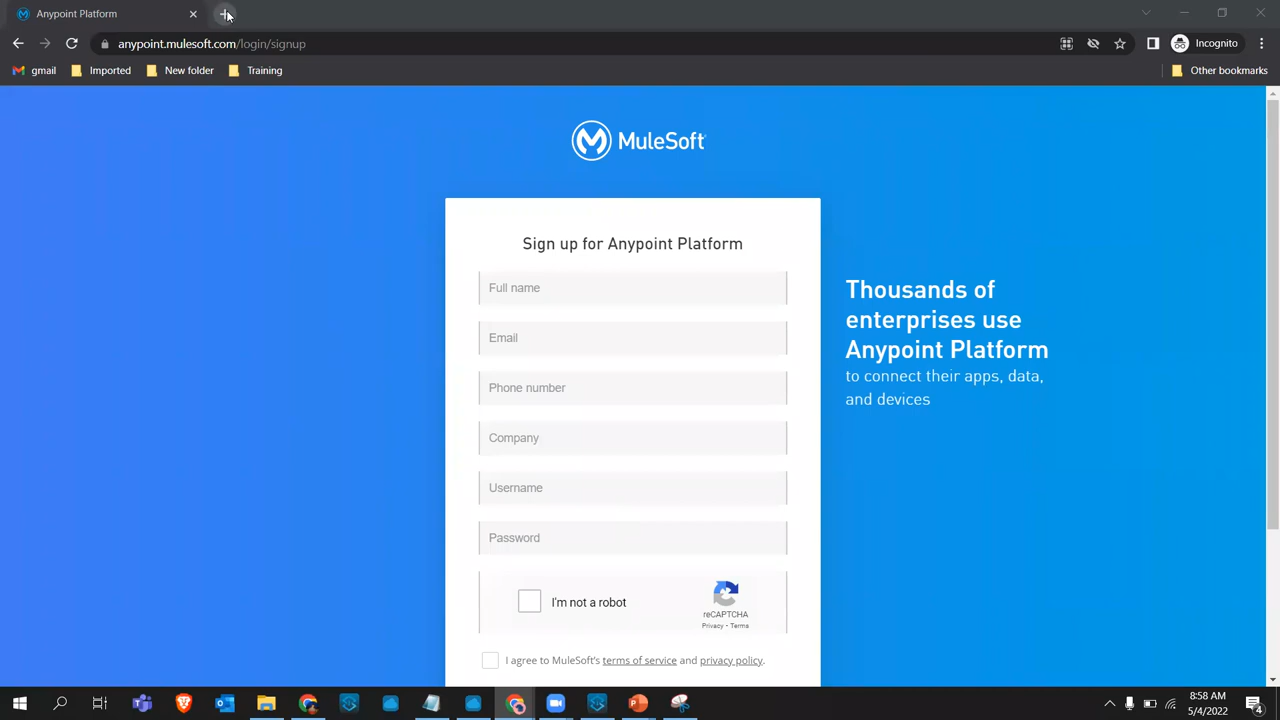 Anypoint Platform
anypoint.mulesoft.com/login/signup
Incognito
gmail
Imported
New folder
Training
Other bookmarks
MuleSoft
Sign up for Anypoint Platform
Full name
Email
Phone number
Company
Username
Password
I'm not a robot
reCAPTCHA
Privacy - Terms
I agree to MuleSoft's terms of service and privacy policy.
Thousands of
enterprises use
Anypoint Platform
to connect their apps, data,
and devices
8:58 AM
5/4/2022
4